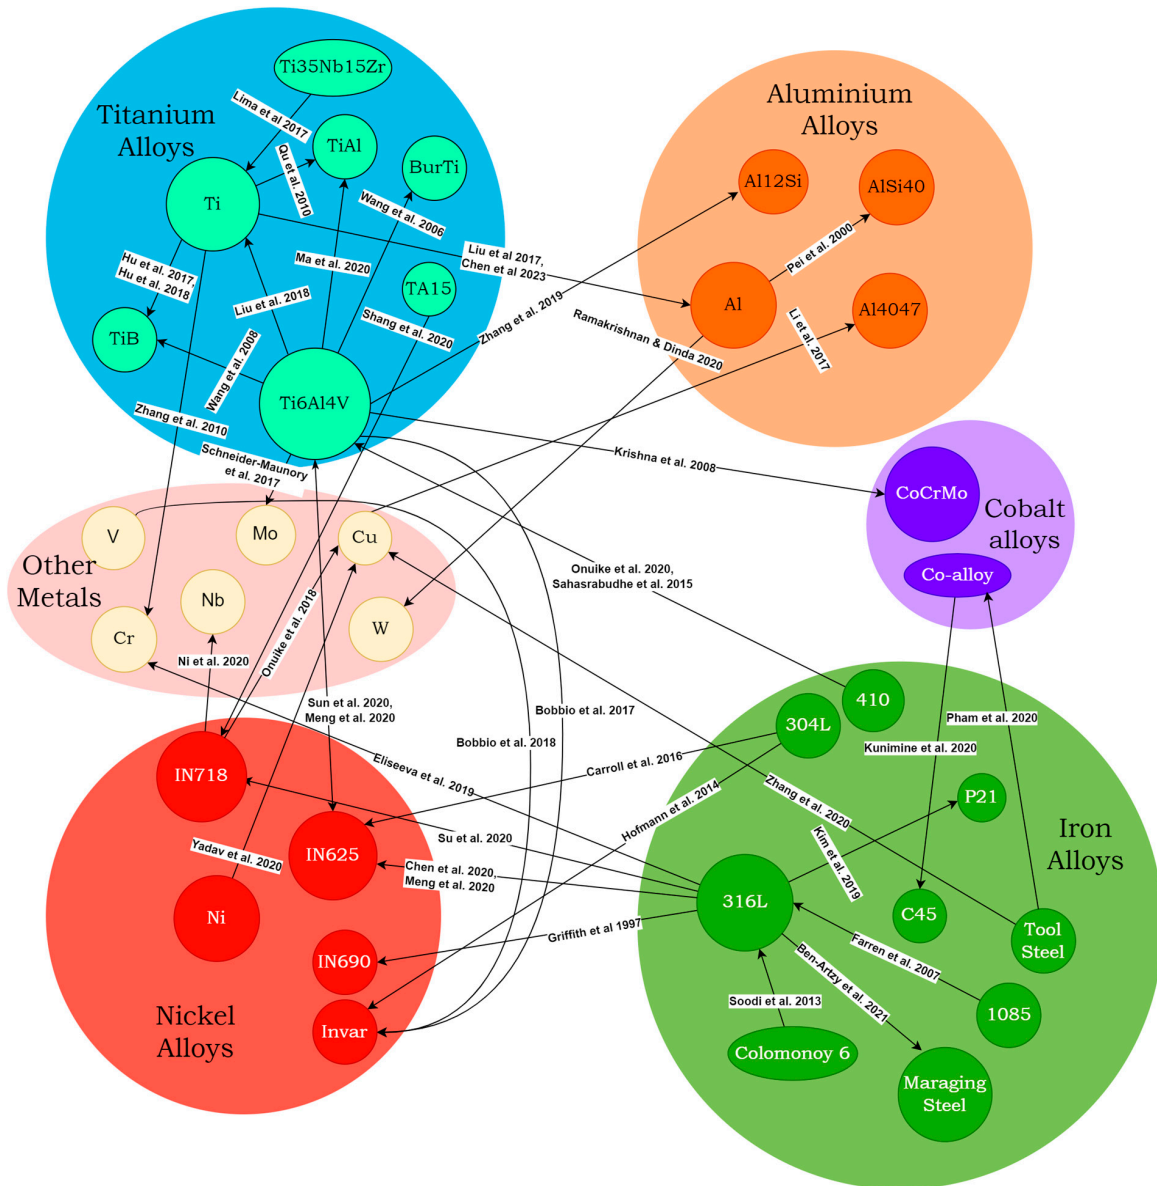 Titanium
Alloys
Ti35Nb15Zr
Lima et al 2017
TiAl
BurTi
Ti
Qu et al.
2010
Wang et al. 2006
Hu et al. 2017,
Hu et al. 2018
Ma et al. 2020
Liu et al. 2018
TA15
TiB
Shang et al. 2020
Wang et al. 2008
Ti6Al4V
Zhang et al. 2010
Schneider-Maunory
et al. 2017
Liu et al 2017,
Chen et al 2023
Zhang et al. 2019
Aluminium
Alloys
Al12Si
AlSi40
Pei et al. 2000
Al
Al4047
Li et al. 2017
Ramakrishnan & Dinda 2020
Krishna et al. 2008
CoCrMo
Cobalt
alloys
Co-alloy
Other
Metals
V
Mo
Cu
Nb
Cr
W
Onuike et al. 2018
Ni et al. 2020
Onuike et al. 2020,
Sahasrabudhe et al. 2015
Sun et al. 2020,
Meng et al. 2020
Bobbio et al. 2017
Bobbio et al. 2018
Eliseeva et al. 2019
Carroll et al. 2016
Hofmann et al. 2014
Su et al. 2020
Chen et al. 2020,
Meng et al. 2020
Griffith et al 1997
Yadav et al. 2020
IN718
IN625
Ni
IN690
Invar
Nickel
Alloys
304L
410
Pham et al. 2020
Kunimine et al. 2020
Zhang et al. 2020
P21
Iron
Alloys
Kim et al.
2019
316L
C45
Tool
Steel
Farren et al. 2007
Ben-Artzy et al. 2021
Soodi et al. 2013
1085
Colomonoy 6
Maraging
Steel